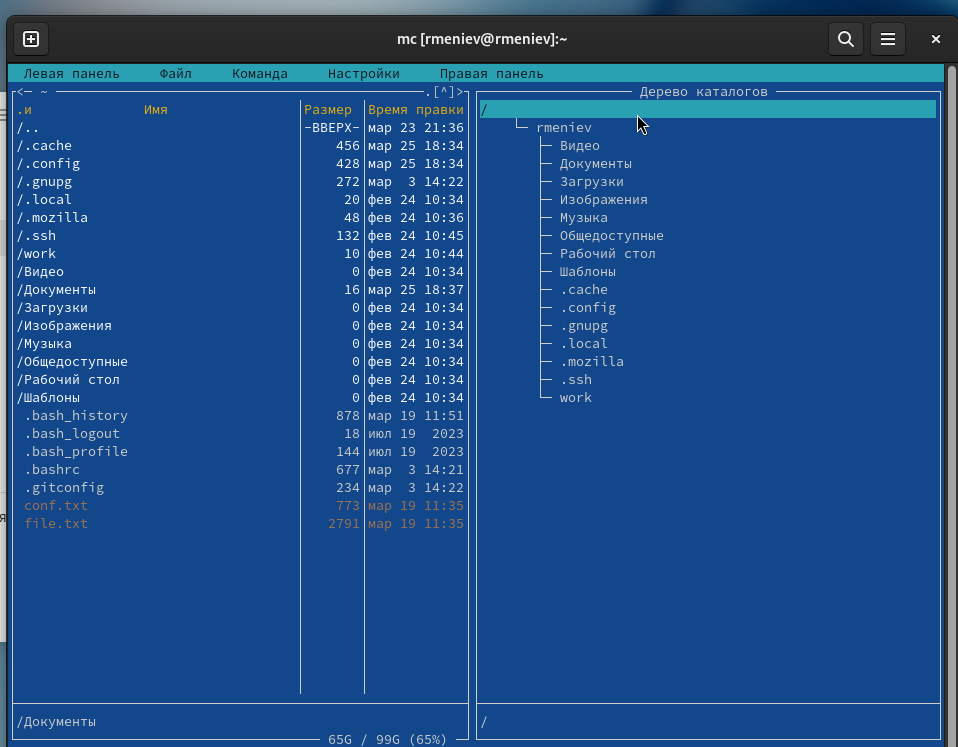 mc [rmeniev@rmeniev]:~
Левая панель Файл Команда Настройки Правая панель
<─ ~ .[^]>
.и Имя Размер Время правки
/.. -ВВЕРХ- мар 23 21:36
/.cache 456 мар 25 18:34
/.config 428 мар 25 18:34
/.gnupg 272 мар 3 14:22
/.local 20 фев 24 10:34
/.mozilla 48 фев 24 10:36
/.ssh 132 фев 24 10:45
/work 10 фев 24 10:44
/Видео 0 фев 24 10:34
/Документы 16 мар 25 18:37
/Загрузки 0 фев 24 10:34
/Изображения 0 фев 24 10:34
/Музыка 0 фев 24 10:34
/Общедоступные 0 фев 24 10:34
/Рабочий стол 0 фев 24 10:34
/Шаблоны 0 фев 24 10:34
.bash_history 878 мар 19 11:51
.bash_logout 18 июл 19 2023
.bash_profile 144 июл 19 2023
.bashrc 677 мар 3 14:21
.gitconfig 234 мар 3 14:22
conf.txt 773 мар 19 11:35
file.txt 2791 мар 19 11:35
/Документы
65G / 99G (65%)
Дерево каталогов
/
rmeniev
Видео
Документы
Загрузки
Изображения
Музыка
Общедоступные
Рабочий стол
Шаблоны
.cache
.config
.gnupg
.local
.mozilla
.ssh
work
/